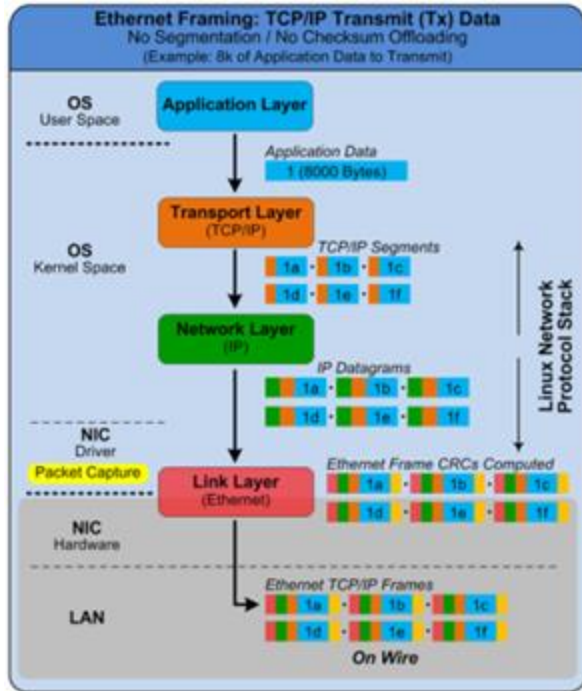 Ethernet Framing: TCP/IP Transmit (Tx) Data
No Segmentation / No Checksum Offloading
(Example: 8k of Application Data to Transmit)
OS
User Space
Application Layer
Application Data
1 (8000 Bytes)
Transport Layer
(TCP/IP)
OS
Kernel Space
TCP/IP Segments
1a 1b 1c
1d 1e 1f
Network Layer
(IP)
IP Datagrams
1a 1b 1c
1d 1e 1f
Linux Network
Protocol Stack
NIC
Driver
Packet Capture
Link Layer
(Ethernet)
Ethernet Frame CRCs Computed
1a 1b 1c
1d 1e 1f
NIC
Hardware
LAN
Ethernet TCP/IP Frames
1a 1b 1c
1d 1e 1f
On Wire